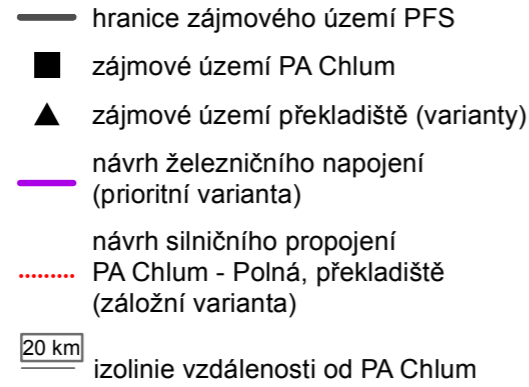 hranice zájmového území PFS
zájmové území PA Chlum
zájmové území překladiště (varianty)
návrh železničního napojení
(prioritní varianta)
návrh silničního propojení
PA Chlum - Polná, překladiště
(záložní varianta)
20 km
izolinie vzdálenosti od PA Chlum